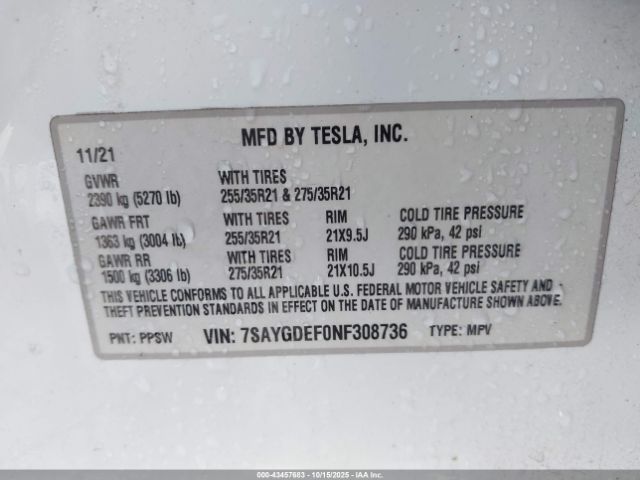 MFD BY TESLA, INC.
11/21
GVWR WITH TIRES
2390 kg (5270 lb) 255/35R21 & 275/35R21
GAWR FRT WITH TIRES RIM COLD TIRE PRESSURE
1363 kg (3004 lb) 255/35R21 21X9.5J 290 kPa, 42 psi
GAWR RR WITH TIRES RIM COLD TIRE PRESSURE
1500 kg (3306 lb) 275/35R21 21X10.5J 290 kPa, 42 psi
THIS VEHICLE CONFORMS TO ALL APPLICABLE U.S. FEDERAL MOTOR VEHICLE SAFETY AND
THEFT PREVENTION STANDARDS IN EFFECT ON THE DATE OF MANUFACTURE SHOWN ABOVE.
PNT: PPSW VIN: 7SAYGDEF0NF308736 TYPE: MPV
000-43457683 - 10/15/2025 - IAAI.COM